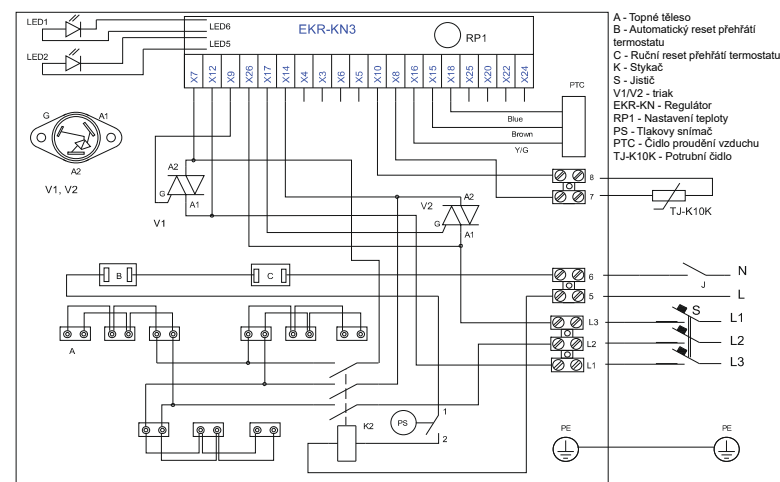 LED1
LED6
EKR-KN3
RP1
LED2
LED5
X7 X12 X9 X26 X17 X14 X4 X3 X6 X5 X10 X8 X16 X15 X18 X25 X20 X22 X24
PTC
Blue
Brown
Y/G
G A1
A2
V1, V2
A2
G
A1
V1
V2
A2
G
A1
8
7
TJ-K10K
B
C
6
5
J
N
L
A
L3
L2
L1
S
L1
L2
L3
K2
PS
1
2
PE
PE
A - Topné těleso
B - Automatický reset přehřátí
termostatu
C - Ruční reset přehřátí termostatu
K - Stykač
S - Jistič
V1/V2 - triak
EKR-KN - Regulátor
RP1 - Nastavení teploty
PS - Tlakovy snímač
PTC - Čidlo proudění vzduchu
TJ-K10K - Potrubní čidlo